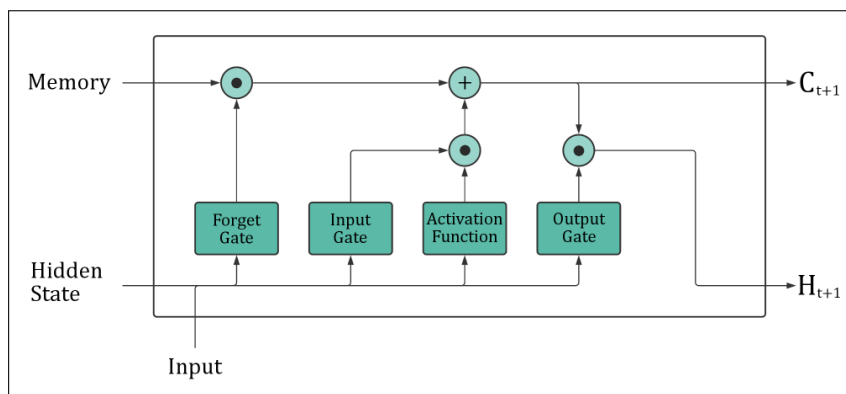 Memory
C t+1
Forget
Gate
Input
Gate
Activation
Function
Output
Gate
Hidden
State
H t+1
Input